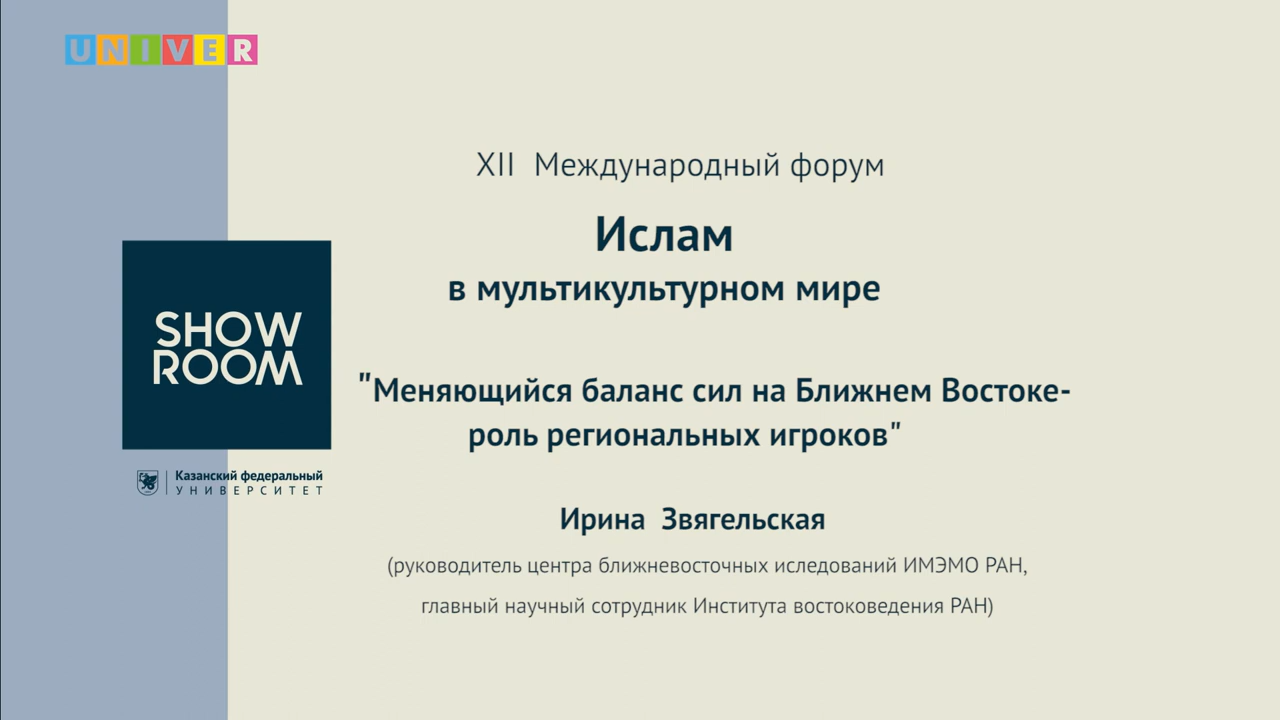 UNIVER
XII Международный форум
Ислам
в мультикультурном мире
SHOW
ROOM
"Меняющийся баланс сил на Ближнем Востоке-
роль региональных игроков"
Казанский федеральный
УНИВЕРСИТЕТ
Ирина Звягельская
(руководитель центра ближневосточных иследований ИМЭМО РАН,
главный научный сотрудник Института востоковедения РАН)